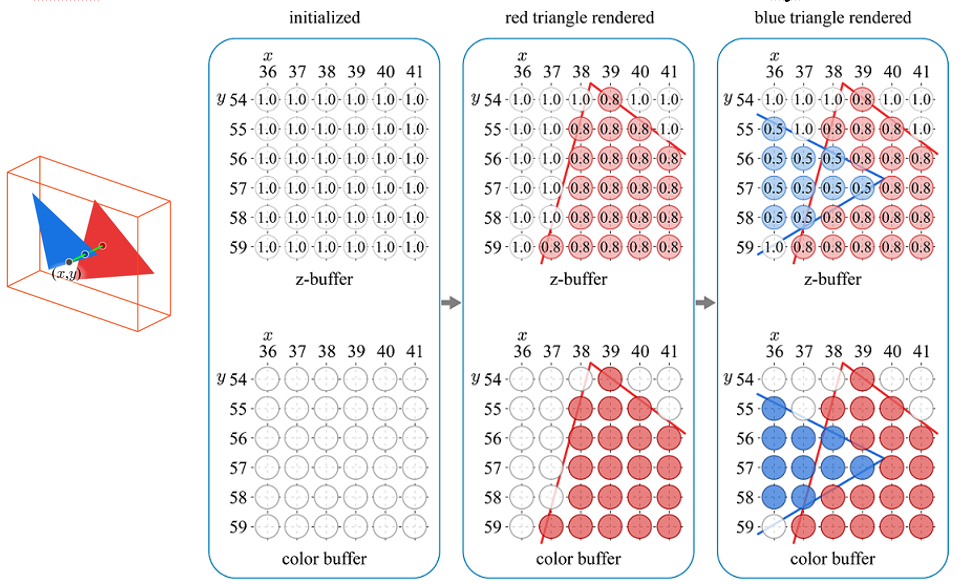 initialized
x
36 37 38 39 40 41
y 54 1.0 1.0 1.0 1.0 1.0 1.0
55 1.0 1.0 1.0 1.0 1.0 1.0
56 1.0 1.0 1.0 1.0 1.0 1.0
57 1.0 1.0 1.0 1.0 1.0 1.0
58 1.0 1.0 1.0 1.0 1.0 1.0
59 1.0 1.0 1.0 1.0 1.0 1.0
z-buffer
x
36 37 38 39 40 41
y 54
55
56
57
58
59
color buffer
red triangle rendered
x
36 37 38 39 40 41
y 54 1.0 1.0 1.0 0.8 1.0 1.0
55 1.0 1.0 0.8 0.8 0.8 1.0
56 1.0 1.0 0.8 0.8 0.8 0.8
57 1.0 1.0 0.8 0.8 0.8 0.8
58 1.0 1.0 0.8 0.8 0.8 0.8
59 1.0 0.8 0.8 0.8 0.8 0.8
z-buffer
x
36 37 38 39 40 41
y 54
55
56
57
58
59
color buffer
blue triangle rendered
x
36 37 38 39 40 41
y 54 1.0 1.0 1.0 0.8 1.0 1.0
55 0.5 1.0 0.8 0.8 0.8 1.0
56 0.5 0.5 0.5 0.8 0.8 0.8
57 0.5 0.5 0.5 0.5 0.8 0.8
58 0.5 0.5 0.8 0.8 0.8 0.8
59 1.0 0.8 0.8 0.8 0.8 0.8
z-buffer
x
36 37 38 39 40 41
y 54
55
56
57
58
59
color buffer
(x,y)